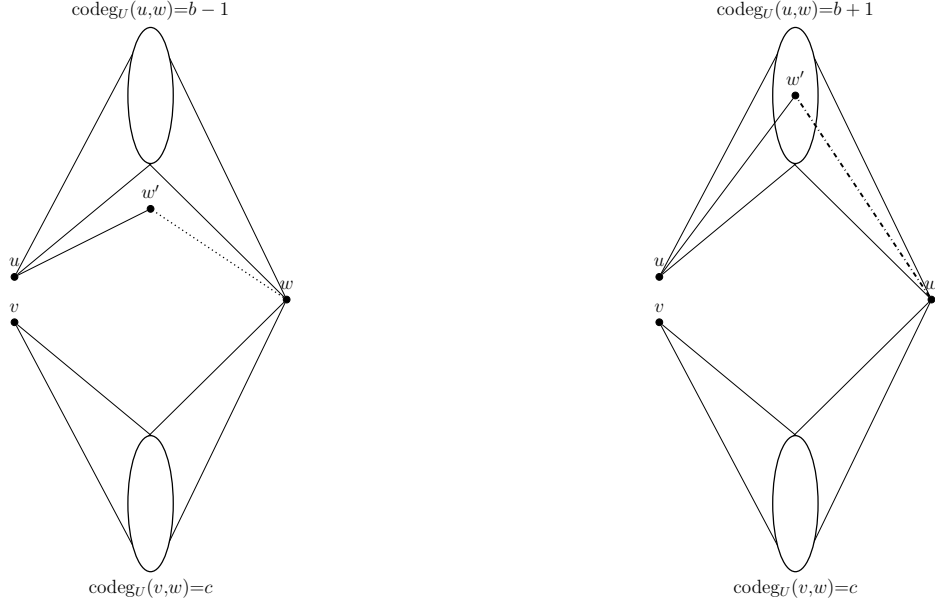 codeg_U(u,w)=b − 1
w′
u
v
w
codeg_U(v,w)=c
codeg_U(u,w)=b + 1
w′
u
v
w
codeg_U(v,w)=c